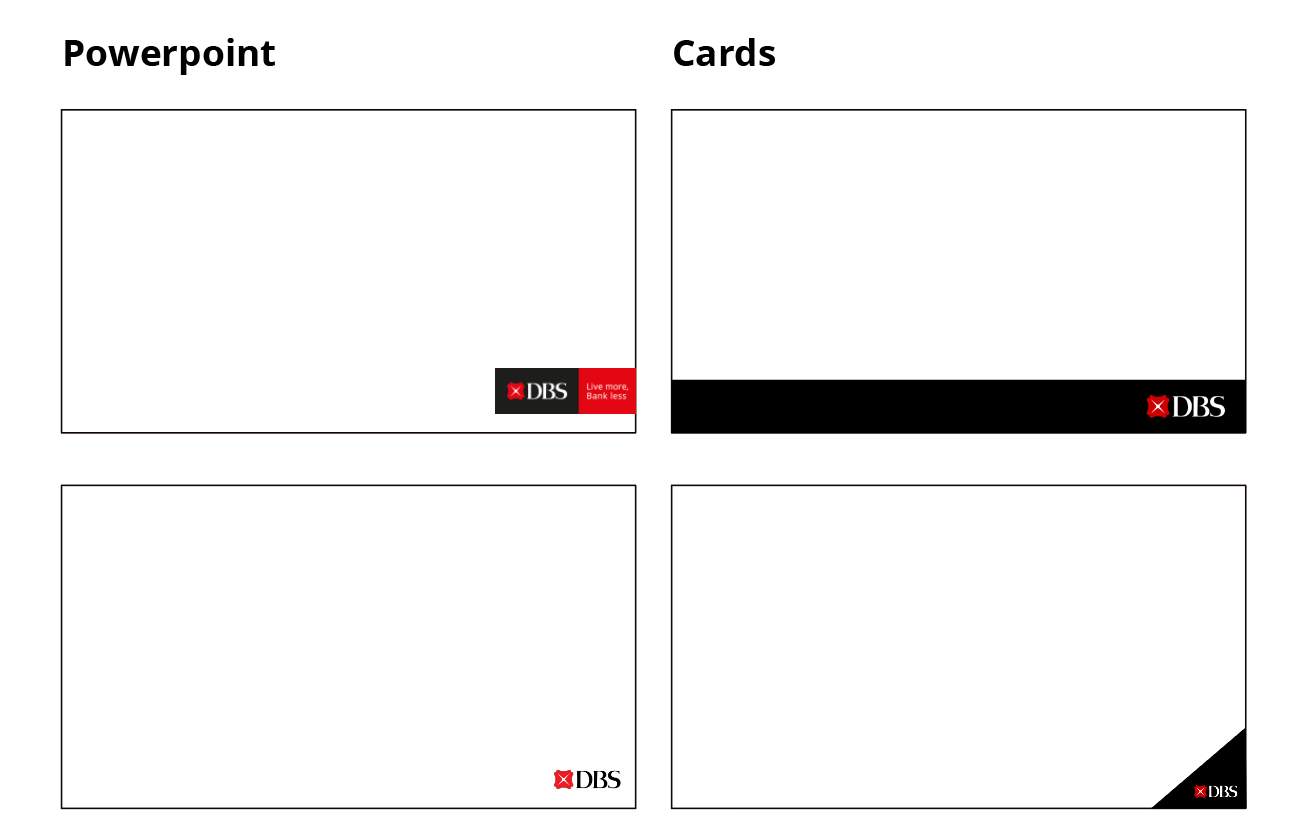 Powerpoint
Cards
DBS
Live more,
Bank less
DBS
DBS
DBS